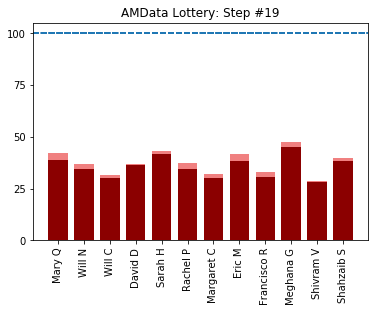 AMData Lottery: Step #19
100
75
50
25
0
Mary Q
Will N
Will C
David D
Sarah H
Rachel P
Margaret C
Eric M
Francisco R
Meghana G
Shivram V
Shahzaib S